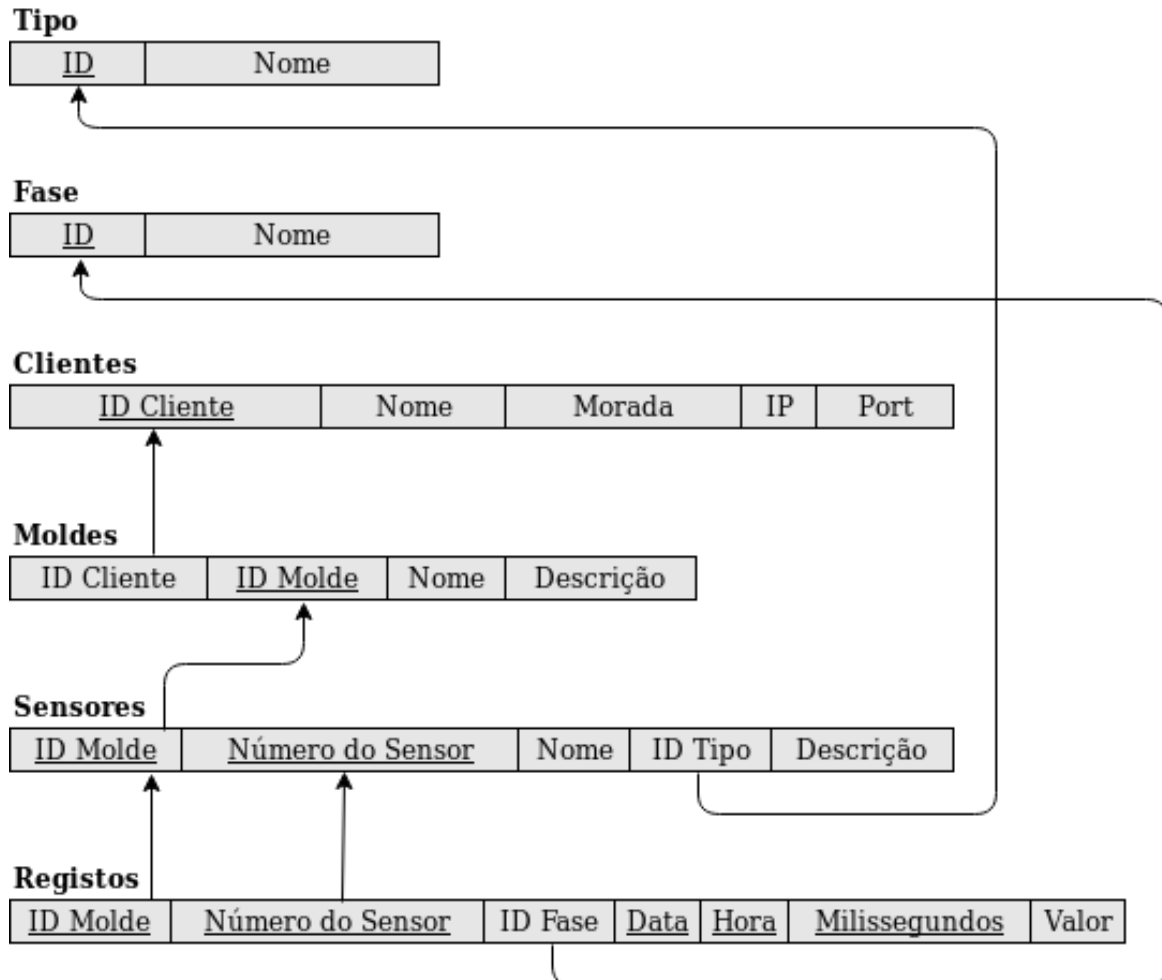 Tipo
ID Nome
Fase
ID Nome
Clientes
ID Cliente Nome Morada IP Port
Moldes
ID Cliente ID Molde Nome Descrição
Sensores
ID Molde Número do Sensor Nome ID Tipo Descrição
Registos
ID Molde Número do Sensor ID Fase Data Hora Milissegundos Valor